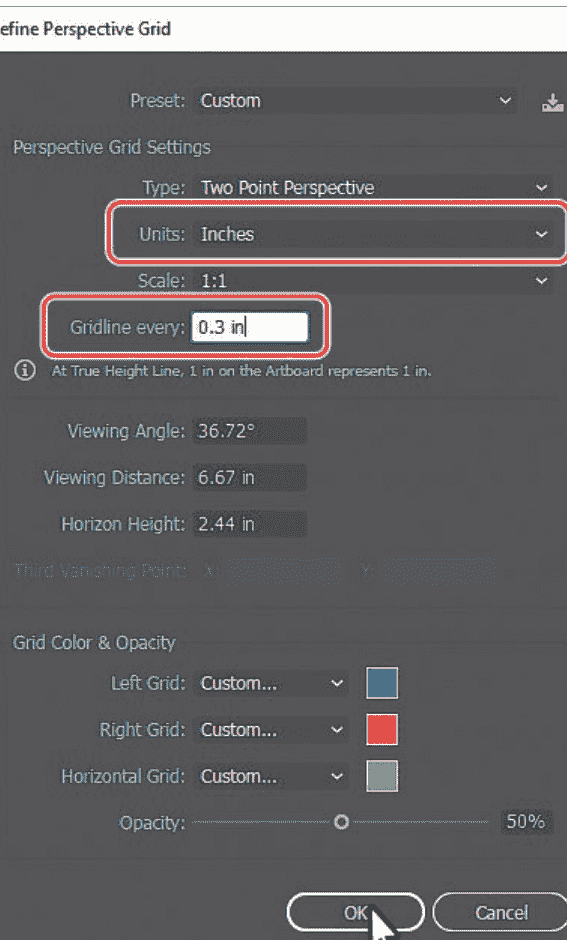 efine Perspective Grid
Preset: Custom
Perspective Grid Settings
Type: Two Point Perspective
Units: Inches
Scale: 1:1
Gridline every: 0.3 in
At True Height Line, 1 in on the Artboard represents 1 in.
Viewing Angle: 36.72°
Viewing Distance: 6.67 in
Horizon Height: 2.44 in
Third Vanishing Point: X: Y:
Grid Color & Opacity
Left Grid: Custom...
Right Grid: Custom...
Horizontal Grid: Custom...
Opacity: 50%
OK Cancel